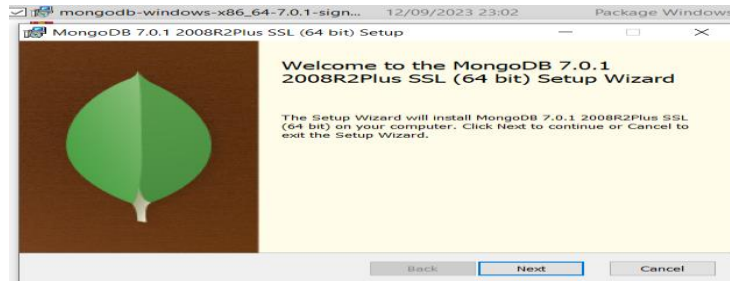 mongodb-windows-x86_64-7.0.1-sign... 12/09/2023 23:02 Package Windows
MongoDB 7.0.1 2008R2Plus SSL (64 bit) Setup
Welcome to the MongoDB 7.0.1
2008R2Plus SSL (64 bit) Setup Wizard
The Setup Wizard will install MongoDB 7.0.1 2008R2Plus SSL
(64 bit) on your computer. Click Next to continue or Cancel to
exit the Setup Wizard.
Back Next Cancel